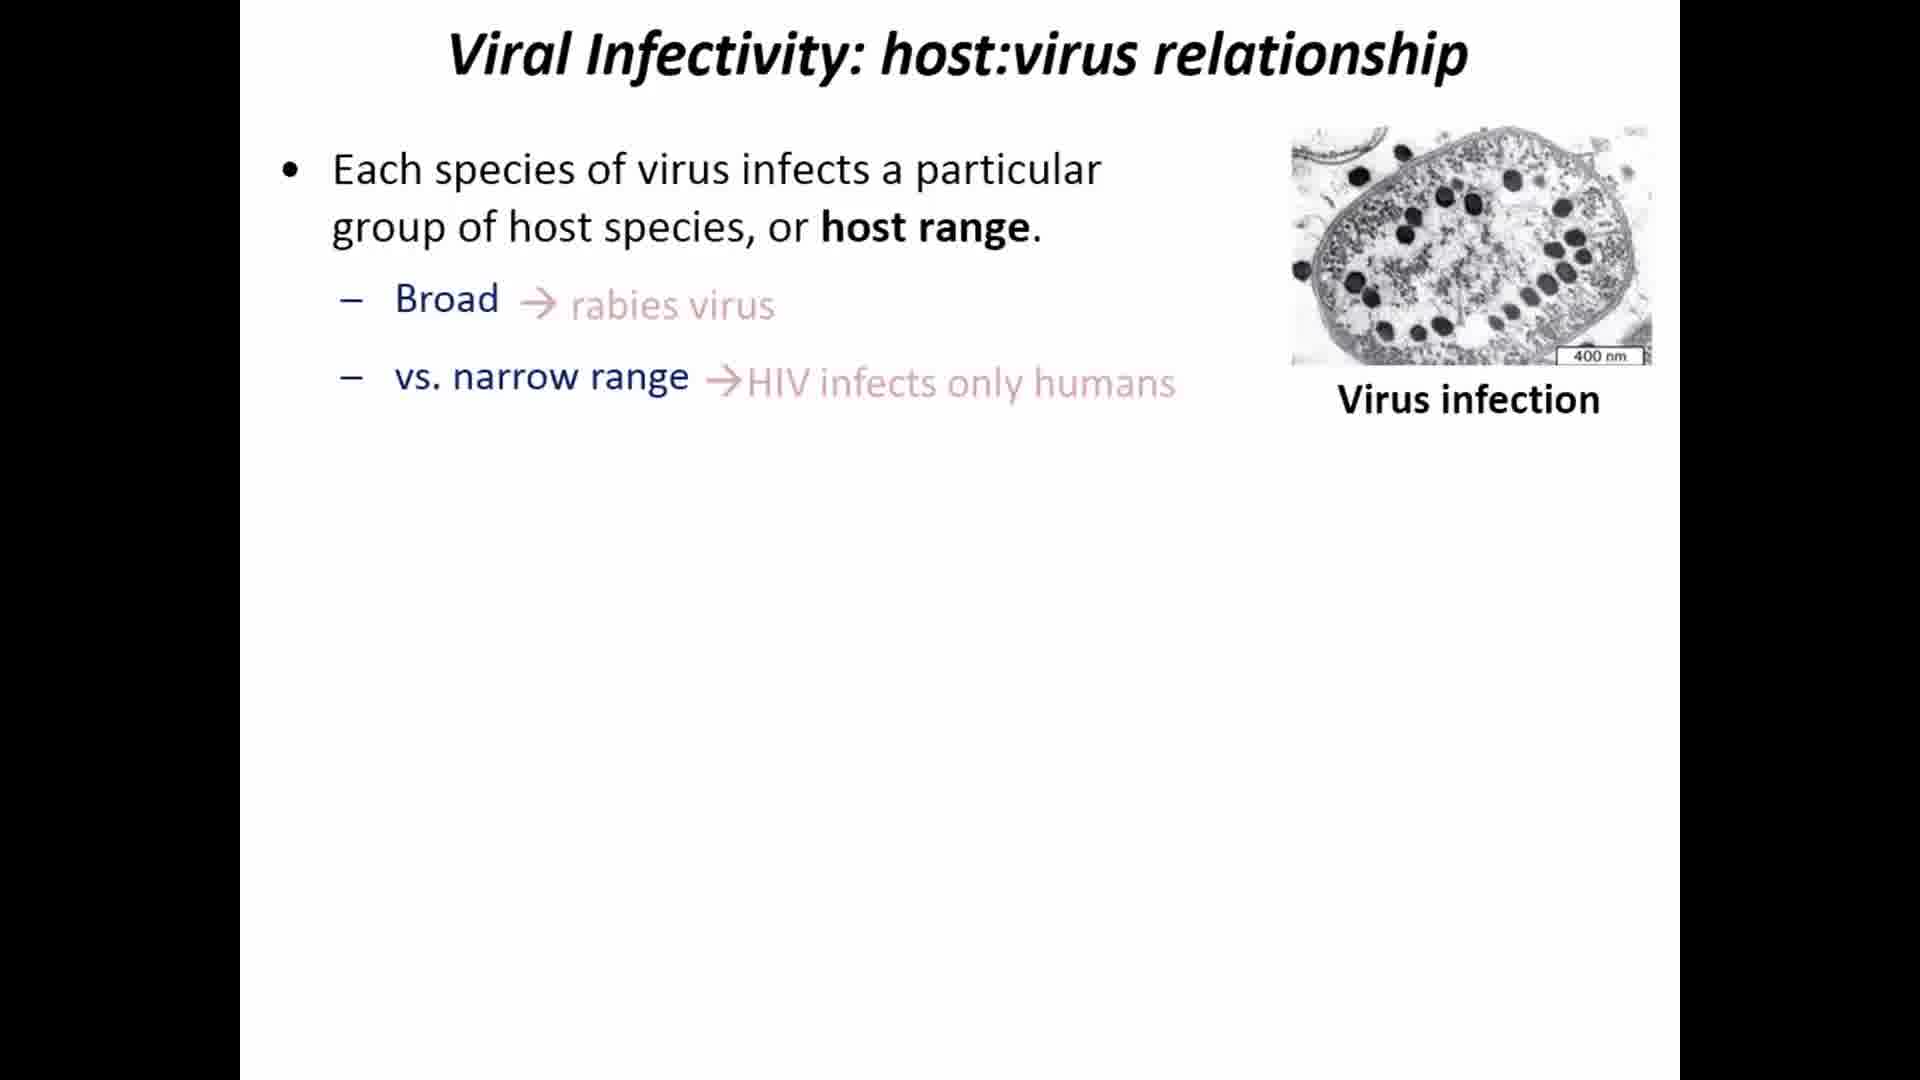 Viral Infectivity: host:virus relationship
• Each species of virus infects a particular
group of host species, or host range.
– Broad → rabies virus
– vs. narrow range →HIV infects only humans
400 nm
Virus infection